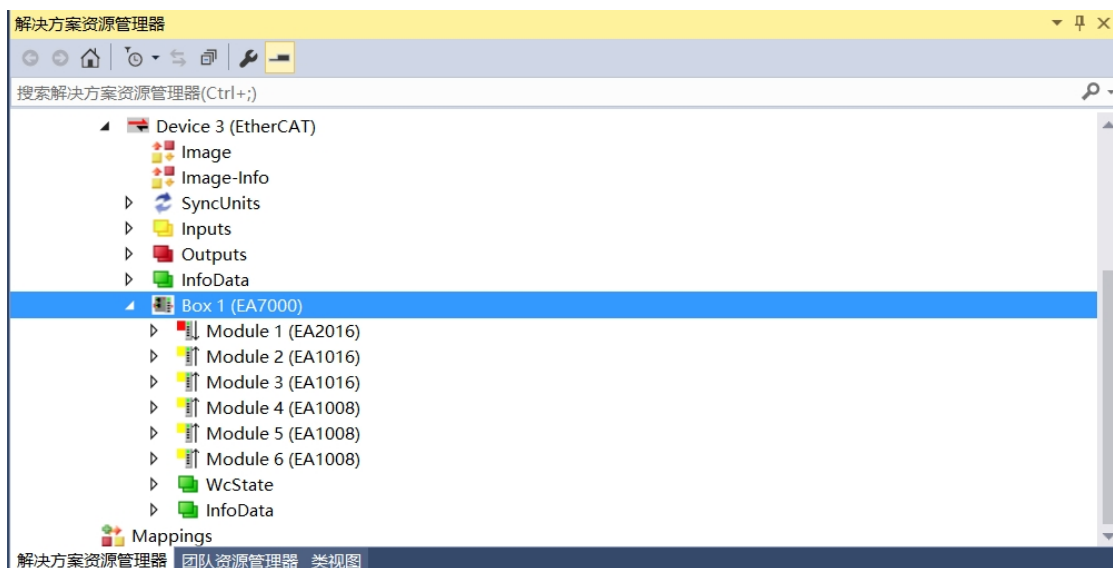 解决方案资源管理器
搜索解决方案资源管理器(Ctrl+;)
Device 3 (EtherCAT)
Image
Image-Info
SyncUnits
Inputs
Outputs
InfoData
Box 1 (EA7000)
Module 1 (EA2016)
Module 2 (EA1016)
Module 3 (EA1016)
Module 4 (EA1008)
Module 5 (EA1008)
Module 6 (EA1008)
WcState
InfoData
Mappings
解决方案资源管理器 团队资源管理器 类视图